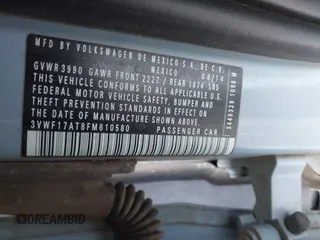 MFD. BY VOLKSWAGEN DE MEXICO S.A. DE C.V.
MEXICO 08/14
GVWR 3990 GAWR FRONT 2227 / REAR 1874 LBS
THIS VEHICLE CONFORMS TO ALL APPLICABLE U.S.
FEDERAL MOTOR VEHICLE SAFETY, BUMPER AND
THEFT PREVENTION STANDARDS IN EFFECT ON THE
DATE OF MANUFACTURE SHOWN ABOVE.
3VWF17AT8FM610580 PASSENGER CAR
DREAMBID